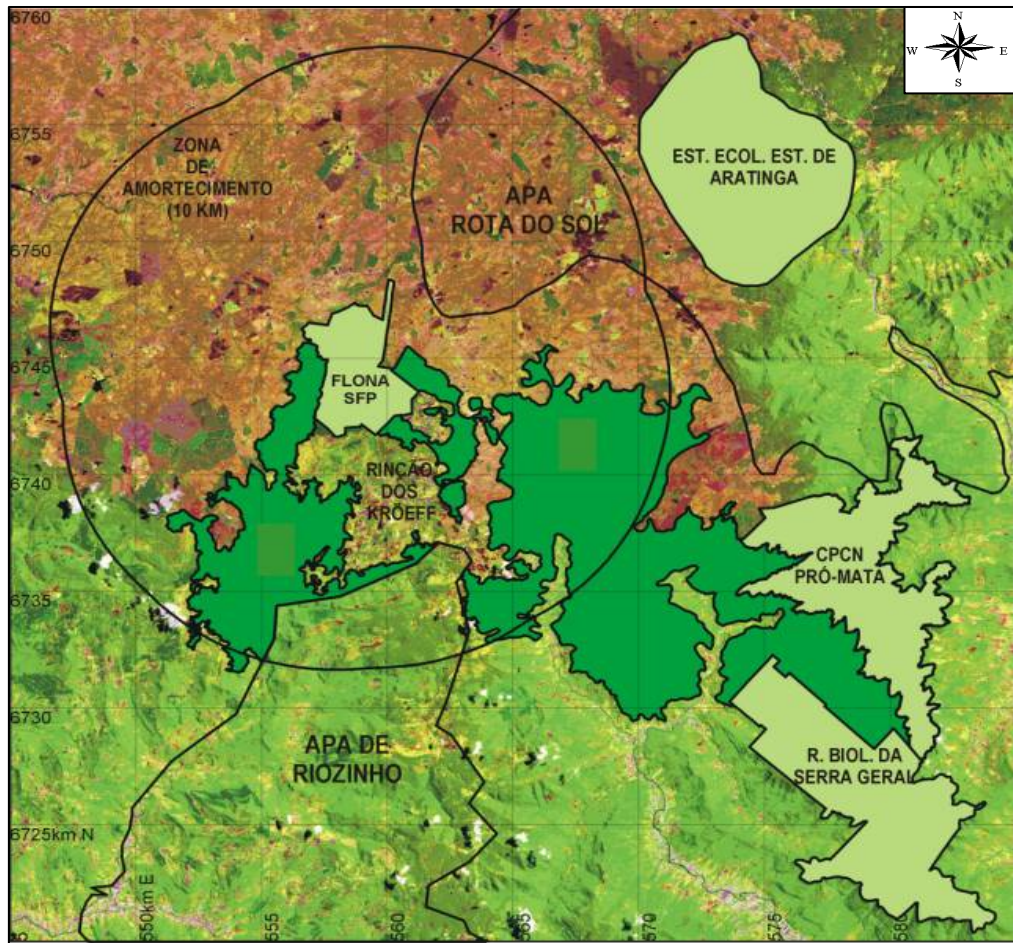 6760
N
W E
S
6755
ZONA
DE
AMORTECIMENTO
(10 KM)
EST. ECOL. EST. DE
ARATINGA
APA
ROTA DO SOL
6750
6745
FLONA
SFP
6740
RINCÃO
DOS
KRÖEFF
CPCN
PRÓ-MATA
6735
6730
APA DE
RIOZINHO
R. BIOL. DA
SERRA GERAL
6725km N
550km E
555
560
565
570
575
580